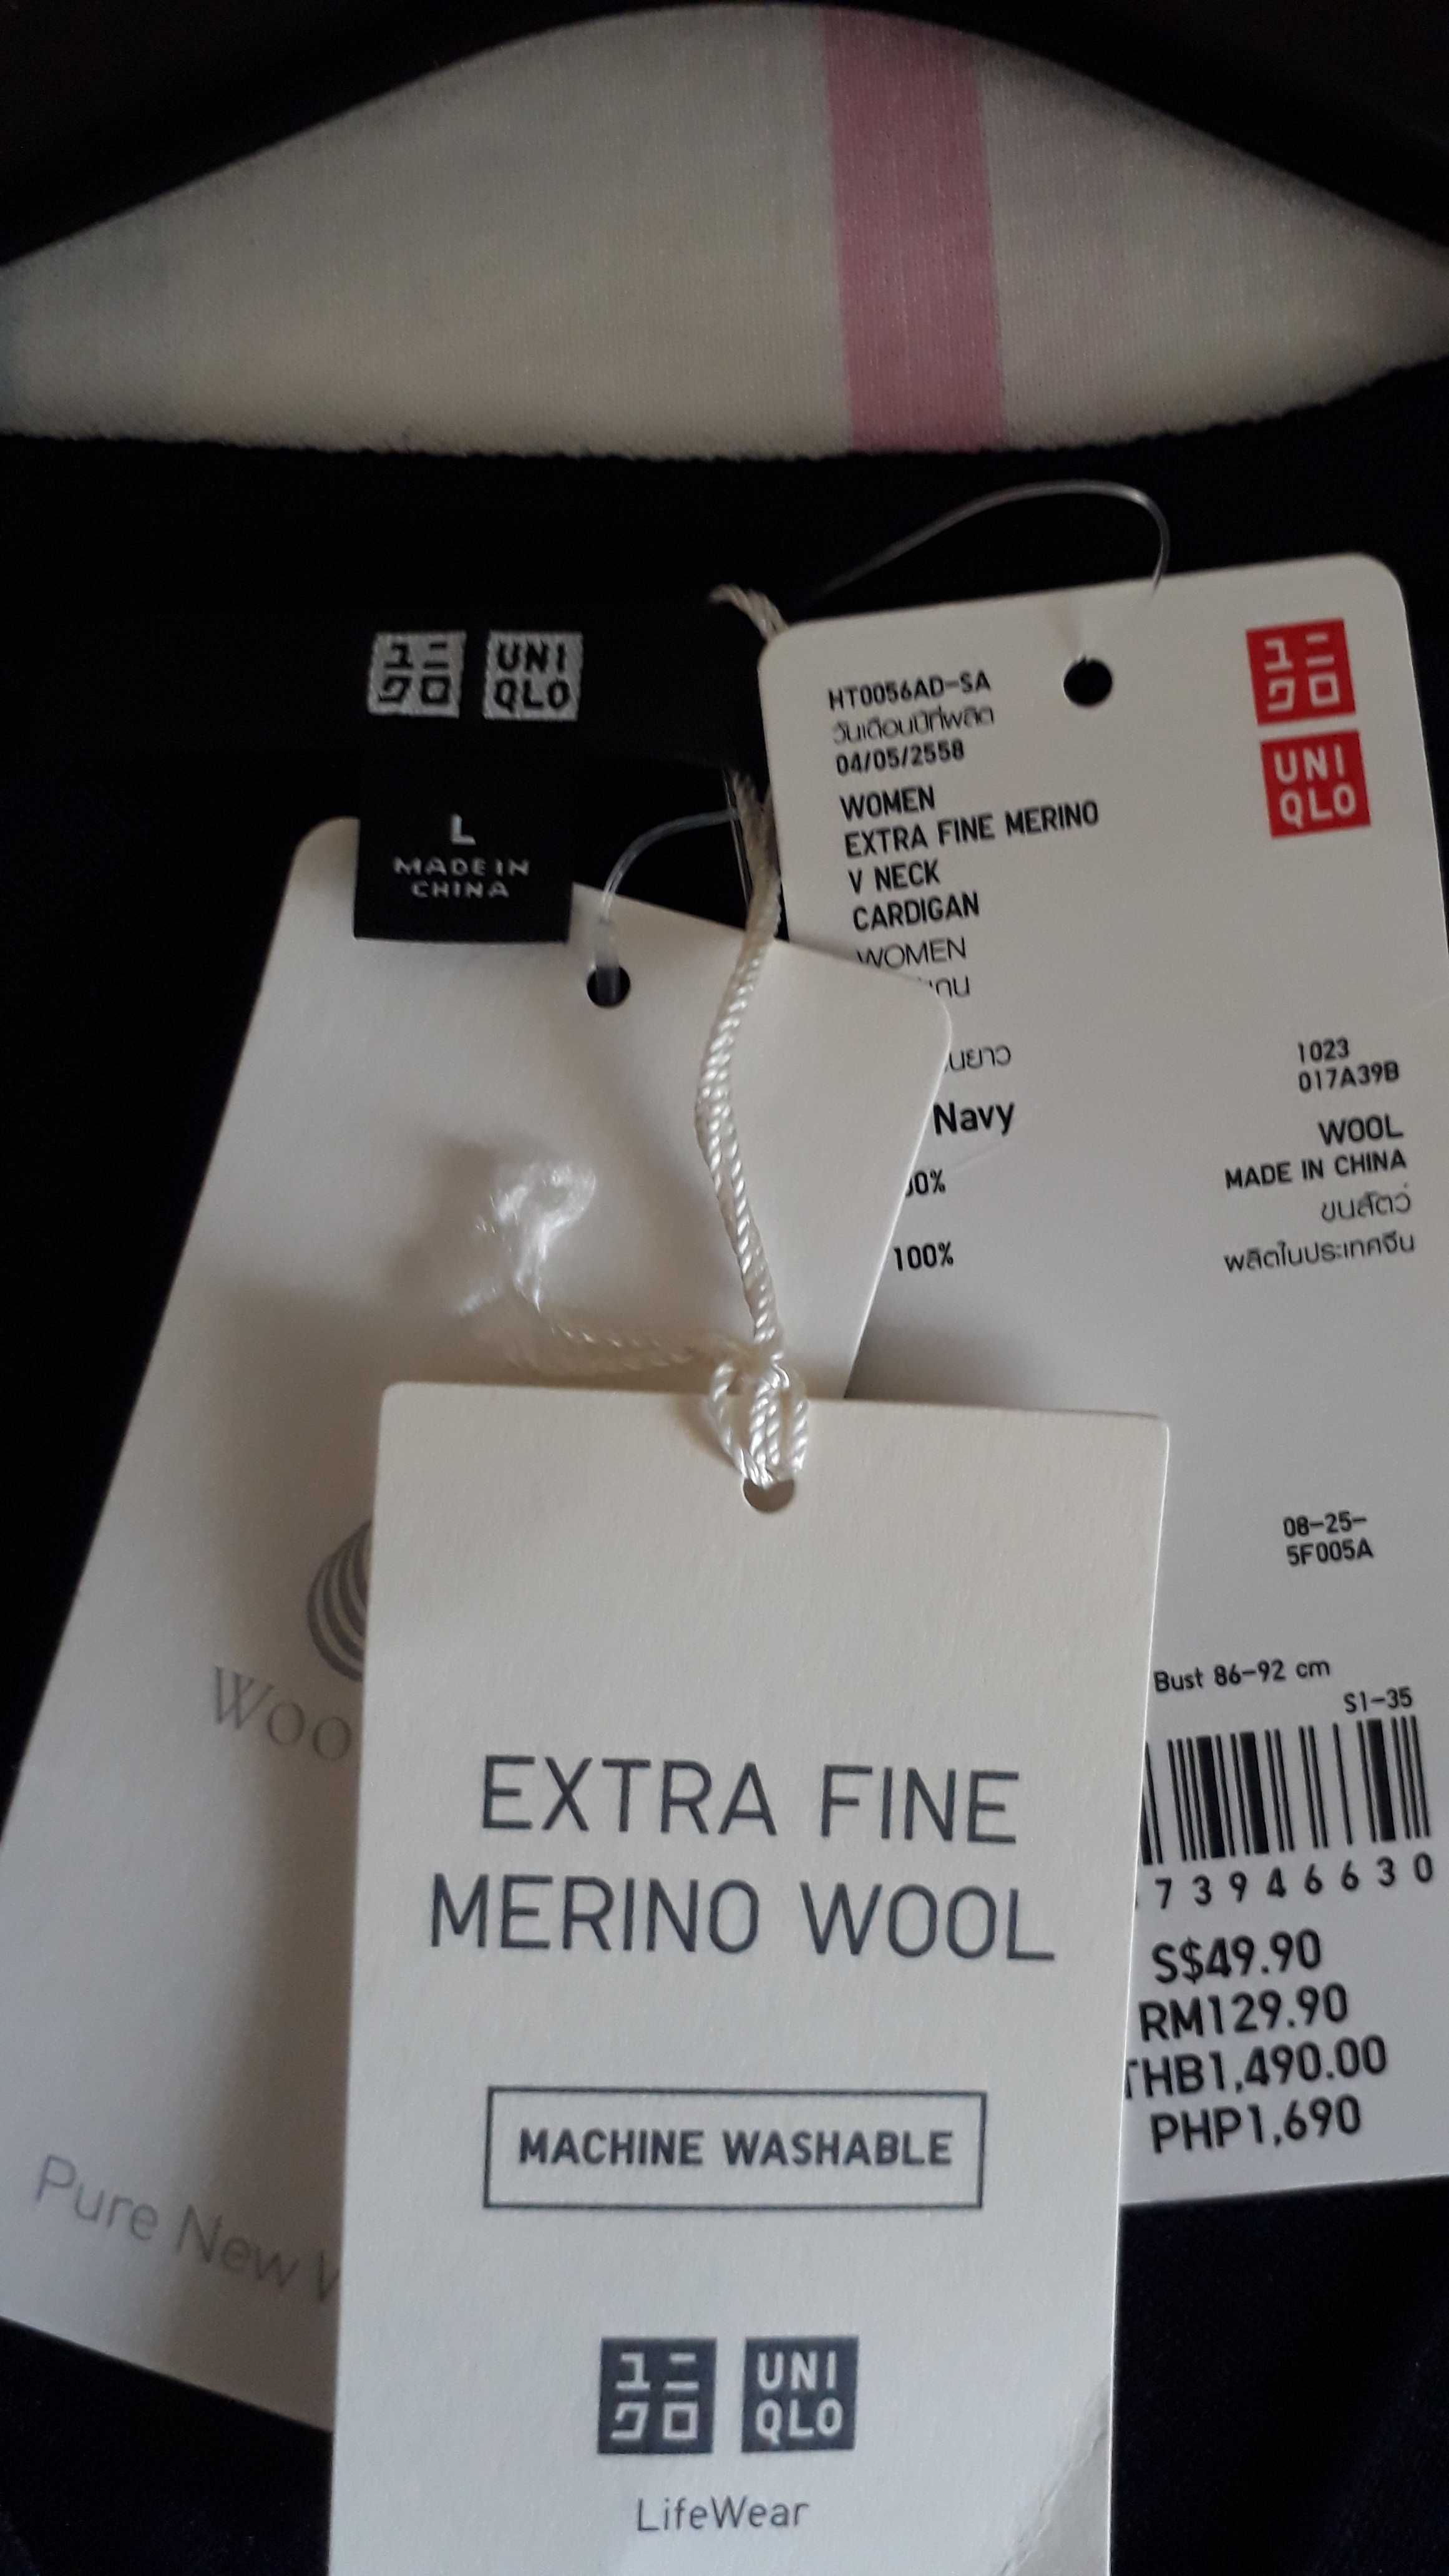 ユニ
クロ
UNI
QLO
L
MADE IN
CHINA
HT0056AD-SA
วันเดือนปีที่ผลิต
04/05/2558
WOMEN
EXTRA FINE MERINO
V NECK
CARDIGAN
WOMEN
ยาว
Navy
100%
ユニ
クロ
UNI
QLO
1023
017A39B
WOOL
MADE IN CHINA
ขนสัตว์
ผลิตในประเทศจีน
08-25-
5F005A
Bust 86-92 cm
S1-35
739466 30
S$49.90
RM129.90
THB1,490.00
PHP1,690
Pure New
EXTRA FINE
MERINO WOOL
MACHINE WASHABLE
ユニ
クロ
UNI
QLO
LifeWear